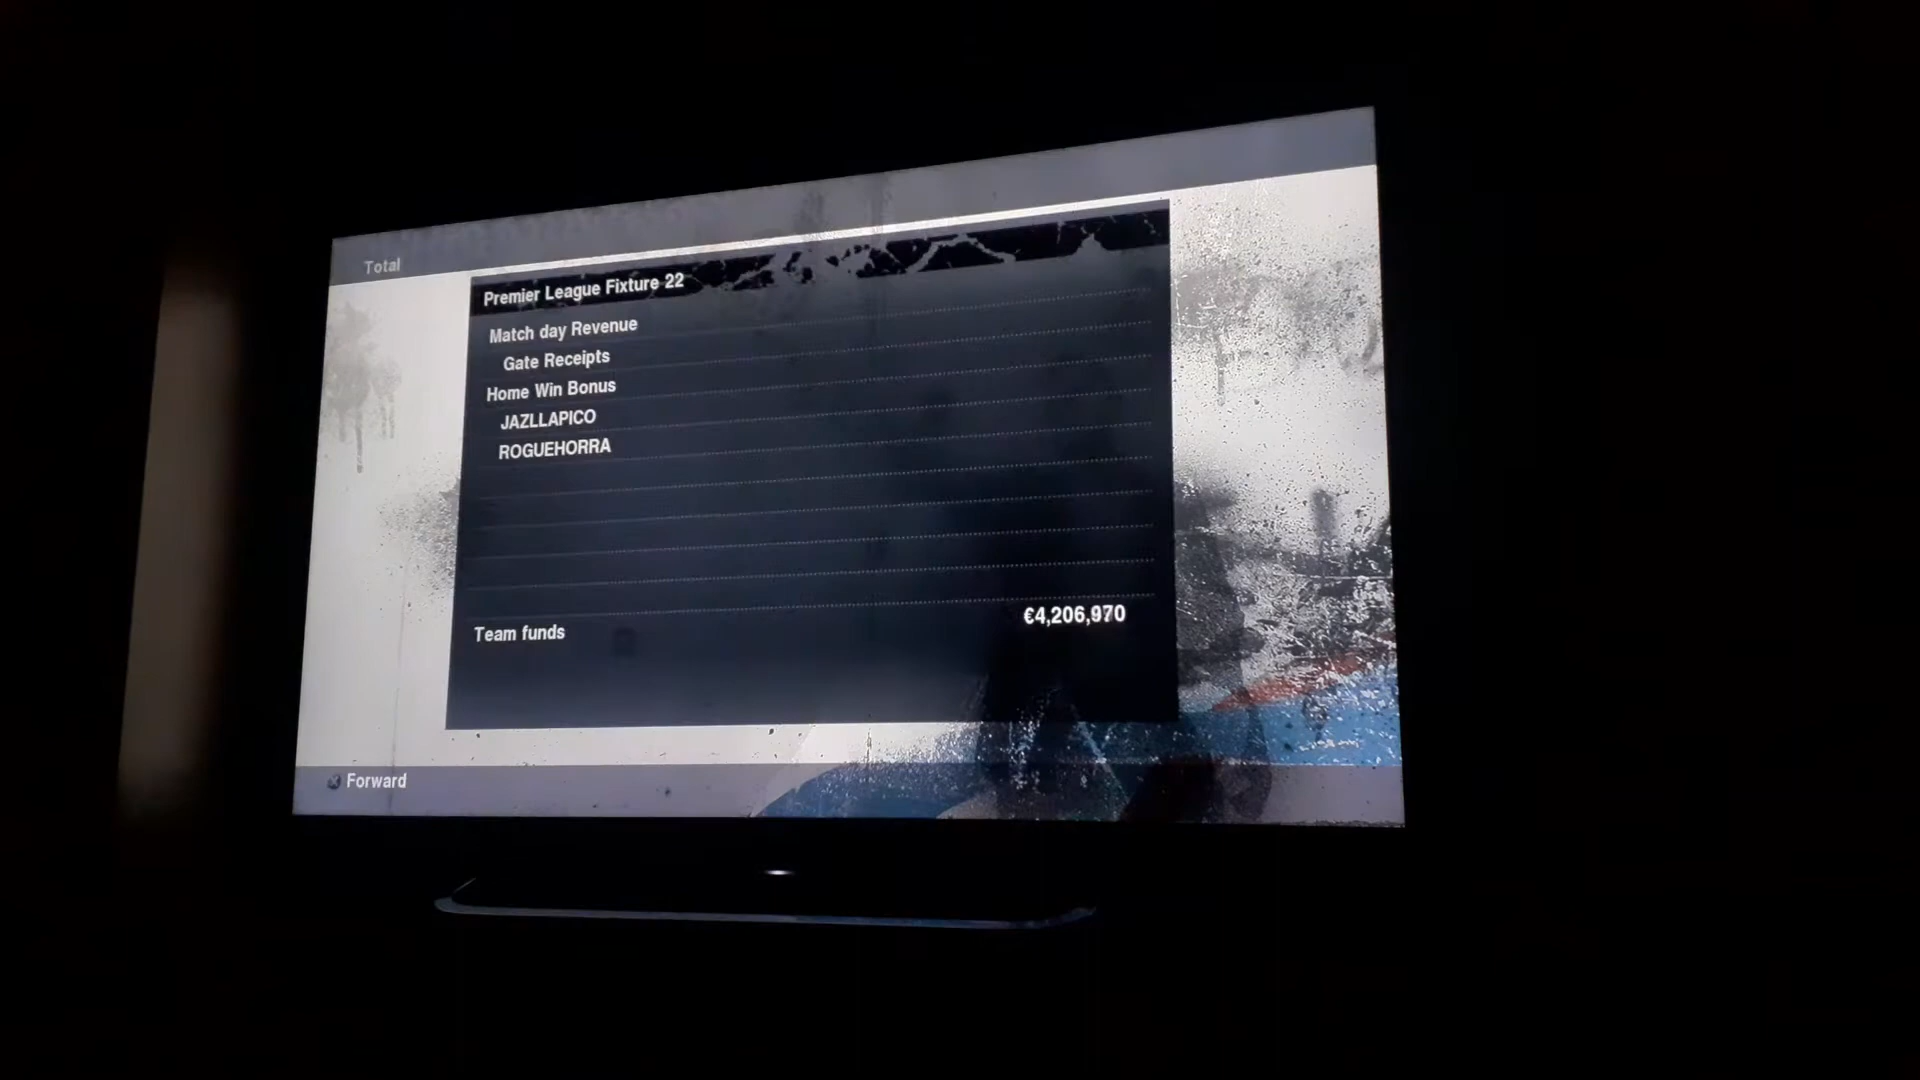 Total
Premier League Fixture 22
Match day Revenue
Gate Receipts
Home Win Bonus
JAZLLAPICO
ROGUEHORRA
Team funds €4,206,970
Forward